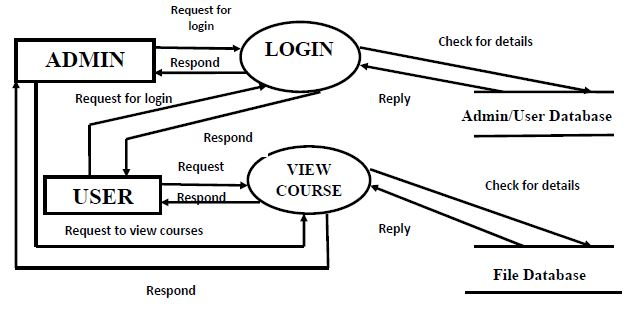 Request for
login
ADMIN
LOGIN
Respond
Check for details
Request for login
Reply
Admin/User Database
Respond
Request
VIEW
COURSE
Check for details
USER
Respond
Request to view courses
Reply
File Database
Respond